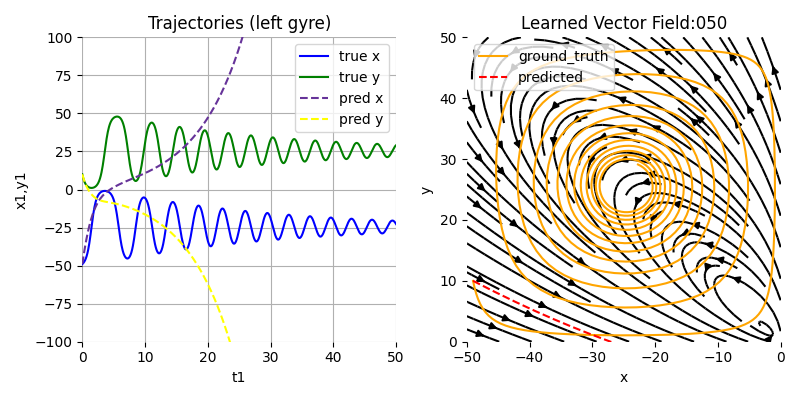 Trajectories (left gyre)
100
75
50
25
0
−25
−50
−75
−100
x1,y1
0 10 20 30 40 50
t1
true x
true y
pred x
pred y
Learned Vector Field:050
50
40
30
20
10
0
y
−50 −40 −30 −20 −10 0
x
ground_truth
predicted